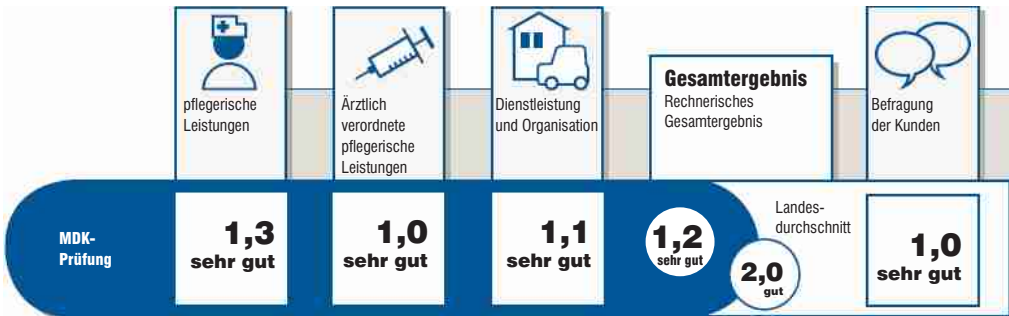 pflegerische
Leistungen
Ärztlich
verordnete
pflegerische
Leistungen
Dienstleistung
und Organisation
Gesamtergebnis
Rechnerisches
Gesamtergebnis
Befragung
der Kunden
MDK-
Prüfung
1,3
sehr gut
1,0
sehr gut
1,1
sehr gut
1,2
sehr gut
Landes-
durchschnitt
2,0
gut
1,0
sehr gut